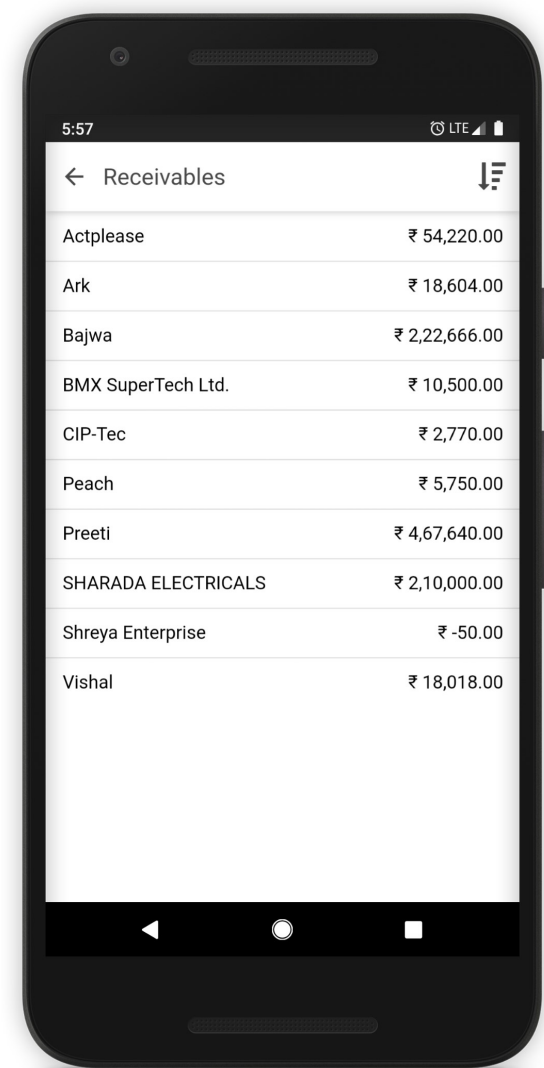 5:57 LTE
Receivables
Actplease ₹ 54,220.00
Ark ₹ 18,604.00
Bajwa ₹ 2,22,666.00
BMX SuperTech Ltd. ₹ 10,500.00
CIP-Tec ₹ 2,770.00
Peach ₹ 5,750.00
Preeti ₹ 4,67,640.00
SHARADA ELECTRICALS ₹ 2,10,000.00
Shreya Enterprise ₹ -50.00
Vishal ₹ 18,018.00